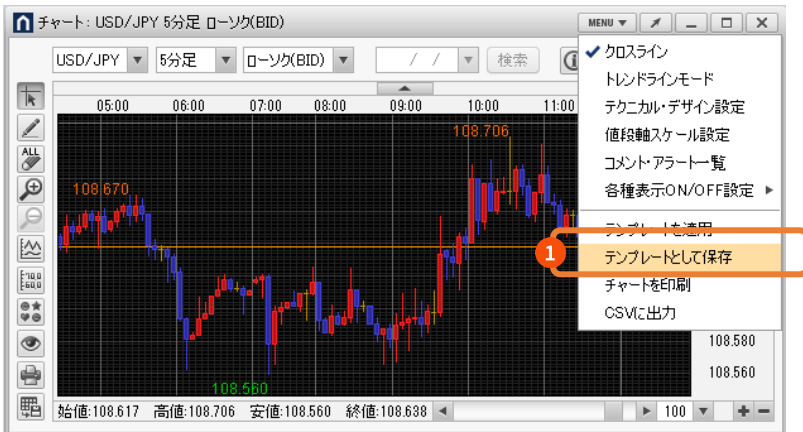 チャート: USD/JPY 5分足 ローソク(BID)
MENU ▼
USD/JPY ▼ 5分足 ▼ ローソク(BID) ▼ / / ▼ 検索
✔ クロスライン
トレンドラインモード
テクニカル・デザイン設定
値段軸スケール設定
コメント・アラート一覧
各種表示ON/OFF設定 ▶
テンプレートを適用
1 テンプレートとして保存
チャートを印刷
CSVに出力
05:00 06:00 07:00 08:00 09:00 10:00 11:00
ALL
108.706
108.670
108.560
108.580
108.560
始値:108.617 高値:108.706 安値:108.560 終値:108.638 ◀ ▶ 100 ▼ + −